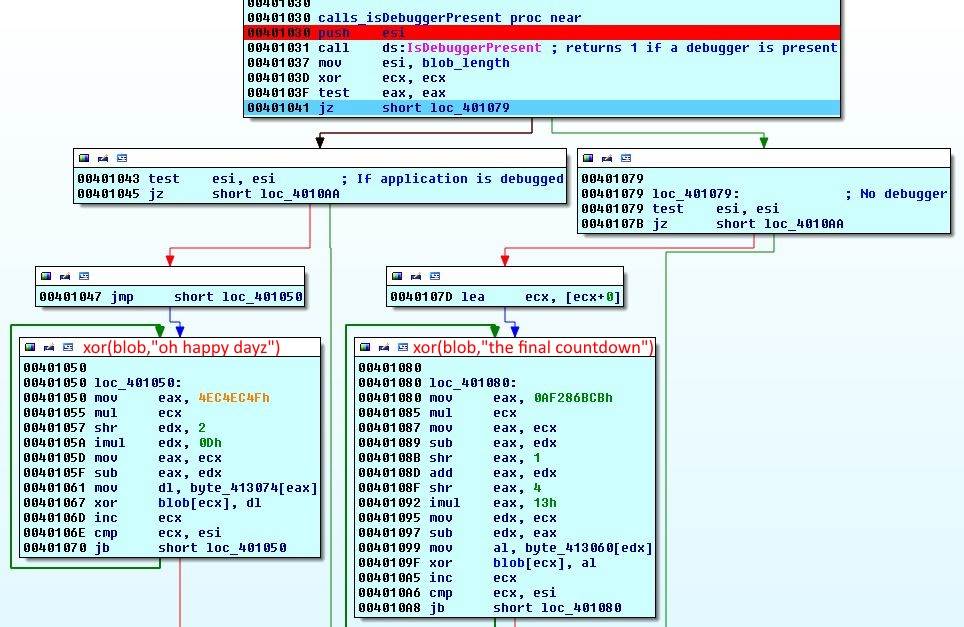 00401030
00401030 calls_isDebuggerPresent proc near
00401030 push esi
00401031 call ds:IsDebuggerPresent ; returns 1 if a debugger is present
00401037 mov esi, blob_length
0040103D xor ecx, ecx
0040103F test eax, eax
00401041 jz short loc_401079
00401043 test esi, esi ; If application is debugged
00401045 jz short loc_4010AA
00401079
00401079 loc_401079: ; No debugger
00401079 test esi, esi
0040107B jz short loc_4010AA
00401047 jmp short loc_401050
0040107D lea ecx, [ecx+0]
xor(blob,"oh happy dayz")
00401050
00401050 loc_401050:
00401050 mov eax, 4EC4EC4Fh
00401055 mul ecx
00401057 shr edx, 2
0040105A imul edx, 0Dh
0040105D mov eax, ecx
0040105F sub eax, edx
00401061 mov dl, byte_413074[eax]
00401067 xor blob[ecx], dl
0040106D inc ecx
0040106E cmp ecx, esi
00401070 jb short loc_401050
xor(blob,"the final countdown")
00401080
00401080 loc_401080:
00401080 mov eax, 0AF286BCBh
00401085 mul ecx
00401087 mov eax, ecx
00401089 sub eax, edx
0040108B shr eax, 1
0040108D add eax, edx
0040108F shr eax, 4
00401092 imul eax, 13h
00401095 mov edx, ecx
00401097 sub edx, eax
00401099 mov al, byte_413060[edx]
0040109F xor blob[ecx], al
004010A5 inc ecx
004010A6 cmp ecx, esi
004010A8 jb short loc_401080